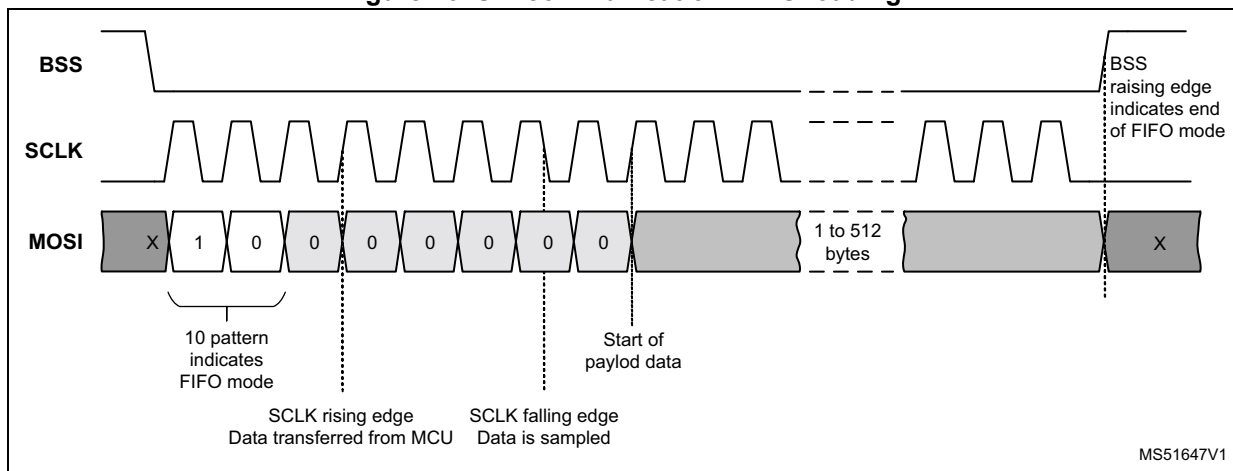 BSS
BSS
raising edge
indicates end
of FIFO mode
SCLK
MOSI
X 1 0 0 0 0 0 0 0
1 to 512
bytes
X
10 pattern
indicates
FIFO mode
Start of
paylod data
SCLK rising edge
Data transferred from MCU
SCLK falling edge
Data is sampled
MS51647V1